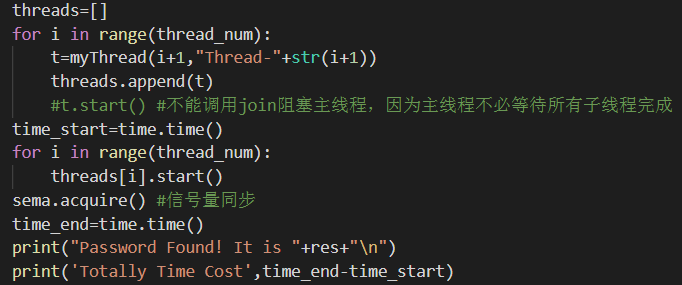 threads=[]
for i in range(thread_num):
    t=myThread(i+1,"Thread-"+str(i+1))
    threads.append(t)
    #t.start() #不能调用join阻塞主线程，因为主线程不必等待所有子线程完成
time_start=time.time()
for i in range(thread_num):
    threads[i].start()
sema.acquire() #信号量同步
time_end=time.time()
print("Password Found! It is "+res+"\n")
print('Totally Time Cost',time_end-time_start)